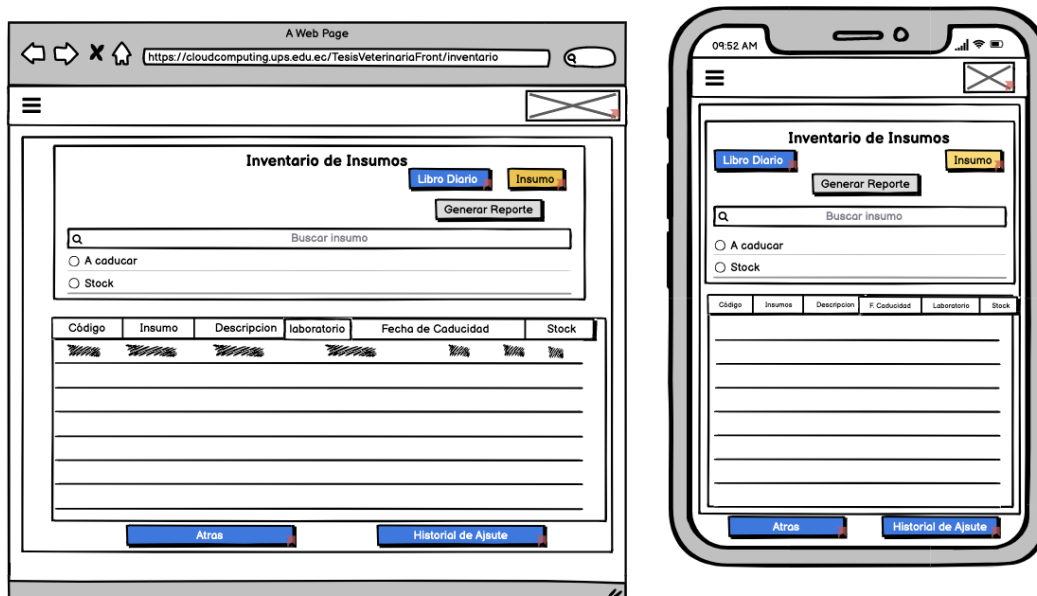 A Web Page
https://cloudcomputing.ups.edu.ec/TesisVeterinariaFront/inventario
Inventario de Insumos
Libro Diario
Insumo
Generar Reporte
Buscar insumo
A caducar
Stock
Código Insumo Descripcion laboratorio Fecha de Caducidad Stock
Atras
Historial de Ajsute
09:52 AM
Inventario de Insumos
Libro Diario
Insumo
Generar Reporte
Buscar insumo
A caducar
Stock
Código Insumos Descripcion F. Caducidad Laboratorio Stock
Atras
Historial de Ajsute